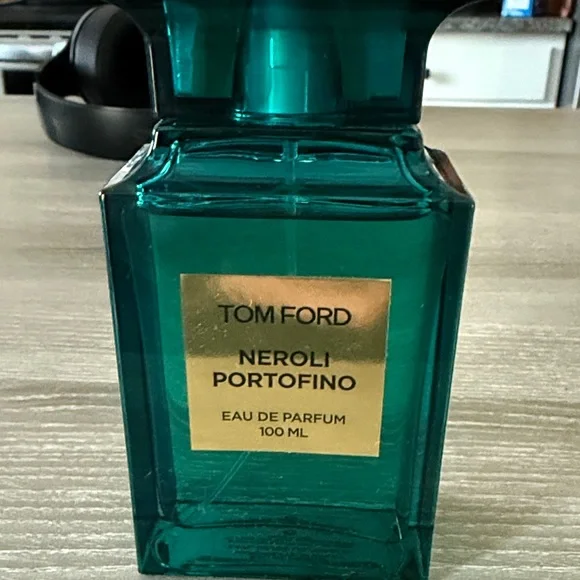 TOM FORD
NEROLI
PORTOFINO
EAU DE PARFUM
100 ML